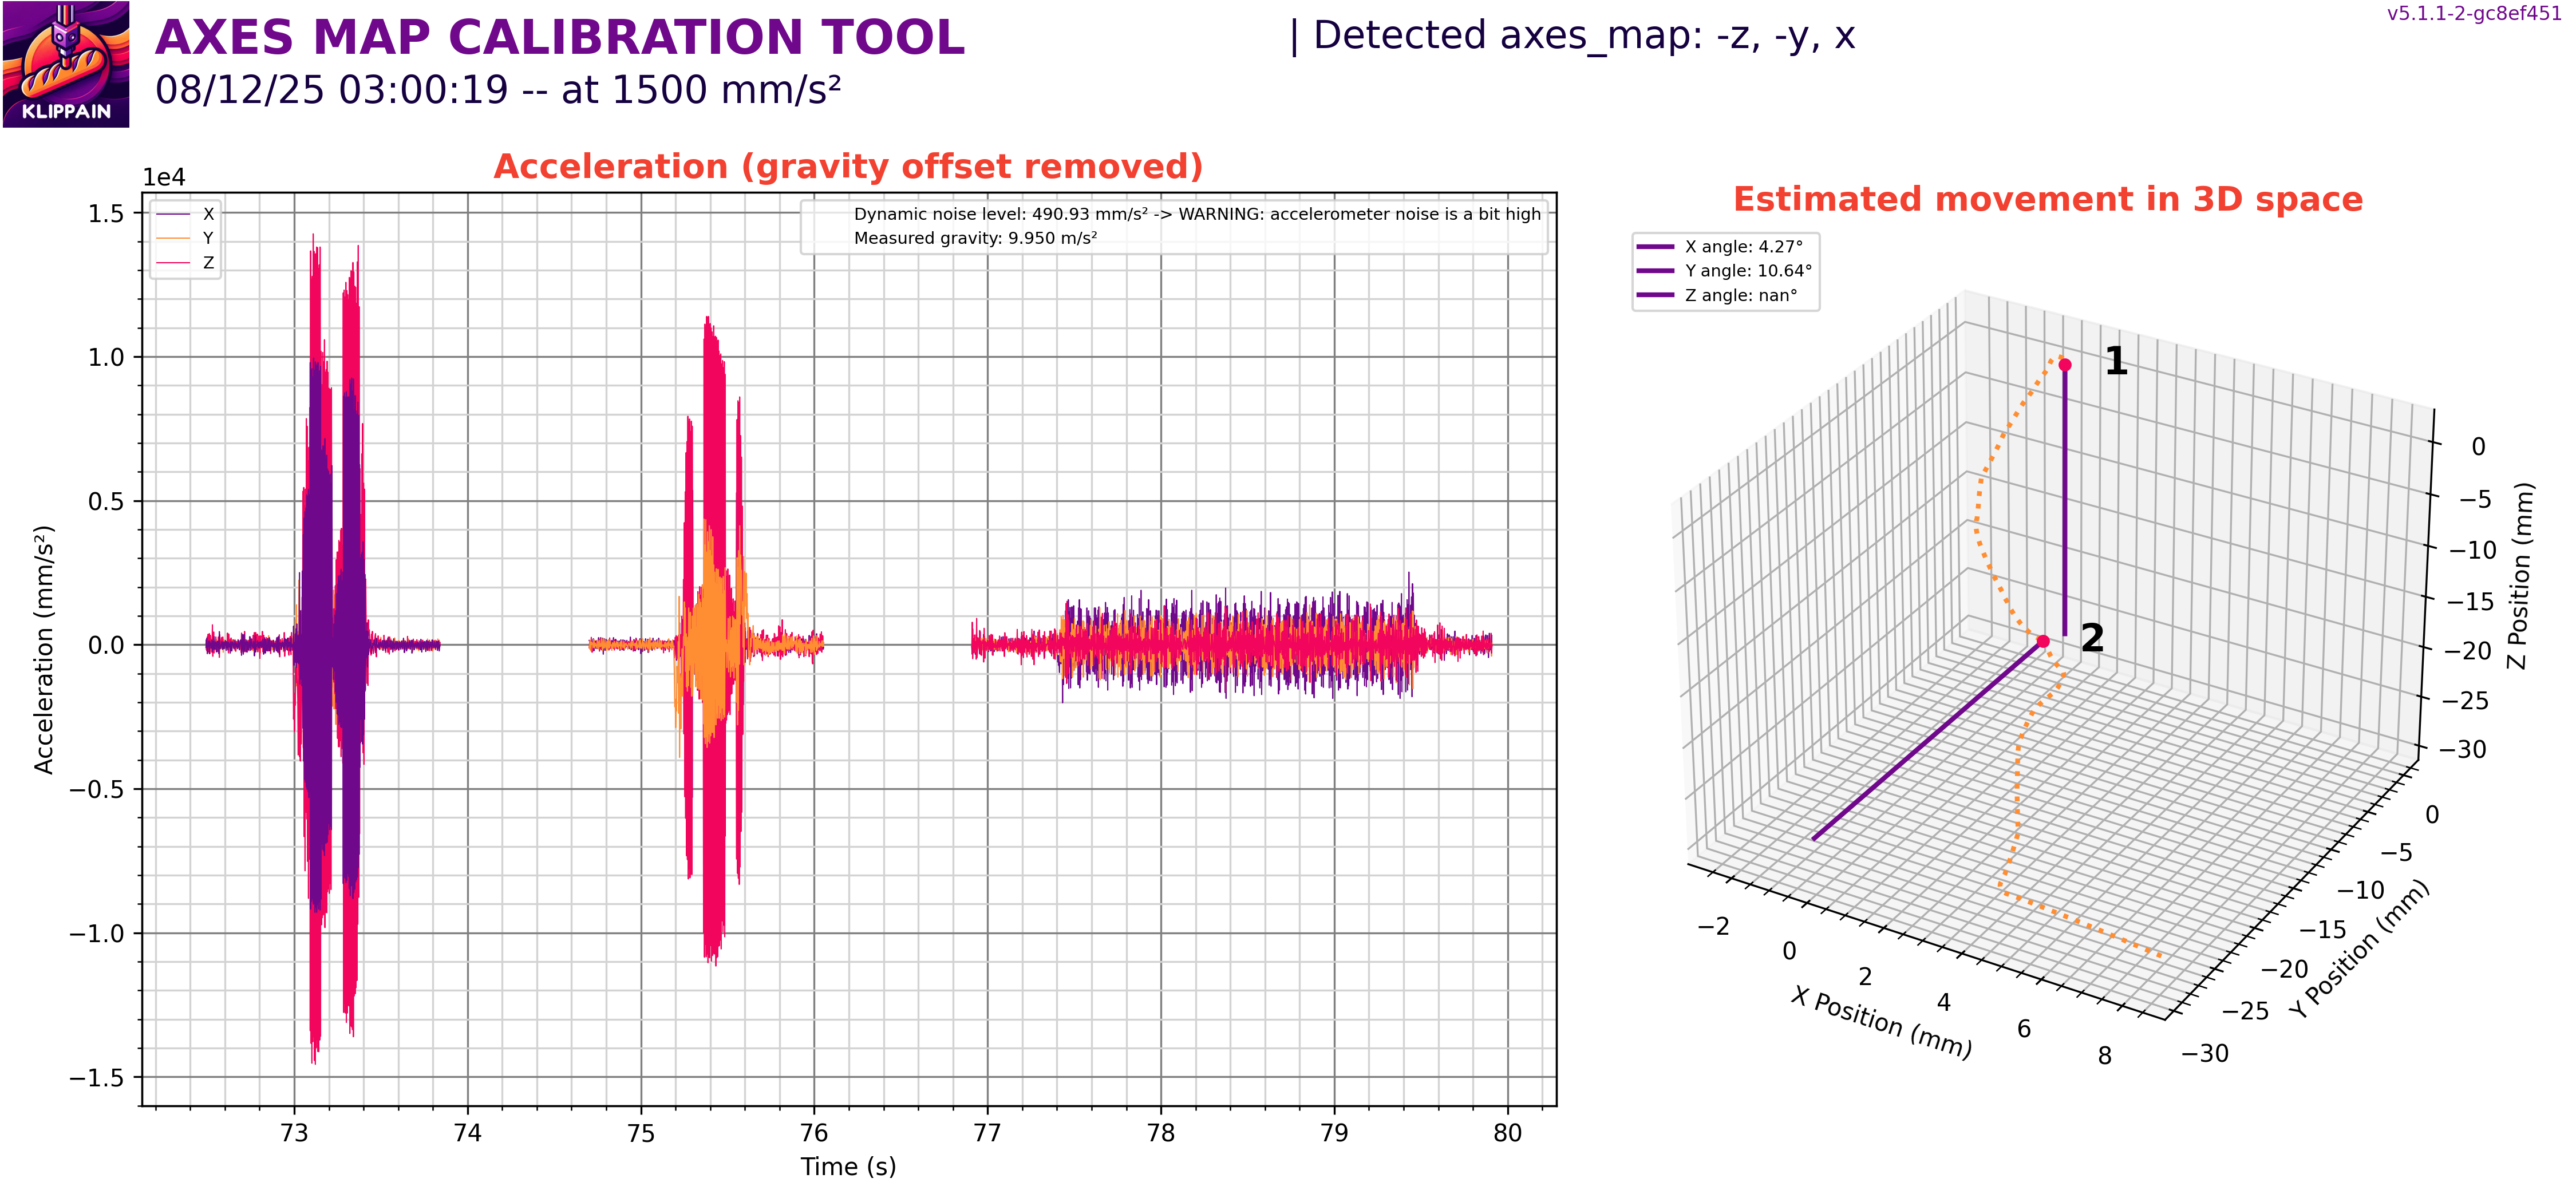 KLIPPAIN
AXES MAP CALIBRATION TOOL
| Detected axes_map: -z, -y, x
v5.1.1-2-gc8ef451
08/12/25 03:00:19 -- at 1500 mm/s²
Acceleration (gravity offset removed)
1e4
X
Y
Z
Dynamic noise level: 490.93 mm/s² -> WARNING: accelerometer noise is a bit high
Measured gravity: 9.950 m/s²
1.5
1.0
0.5
0.0
−0.5
−1.0
−1.5
Acceleration (mm/s²)
73
74
75
76
77
78
79
80
Time (s)
Estimated movement in 3D space
X angle: 4.27°
Y angle: 10.64°
Z angle: nan°
1
2
0
−5
−10
−15
−20
−25
−30
Z Position (mm)
0
−5
−10
−15
−20
−25
−30
Y Position (mm)
−2
0
2
4
6
8
X Position (mm)